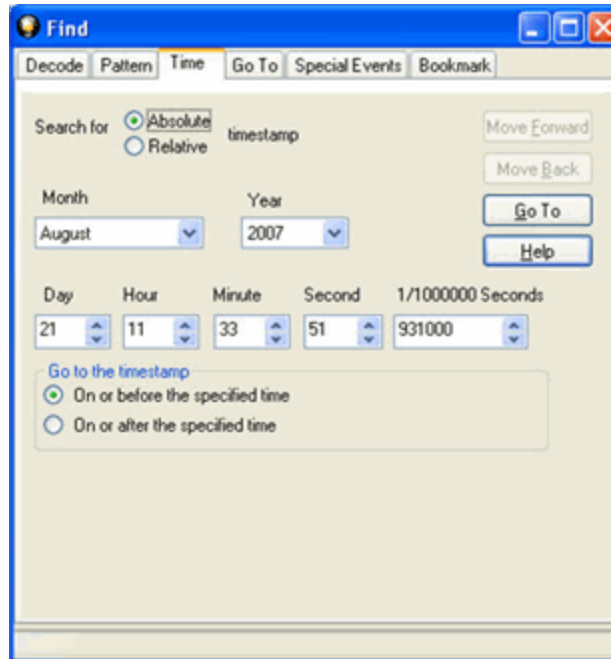 Find
Decode Pattern Time Go To Special Events Bookmark
Search for Absolute timestamp Move Forward
Relative
Move Back
Month Year Go To
August 2007
Help
Day Hour Minute Second 1/1000000 Seconds
21 11 33 51 931000
Go to the timestamp
On or before the specified time
On or after the specified time